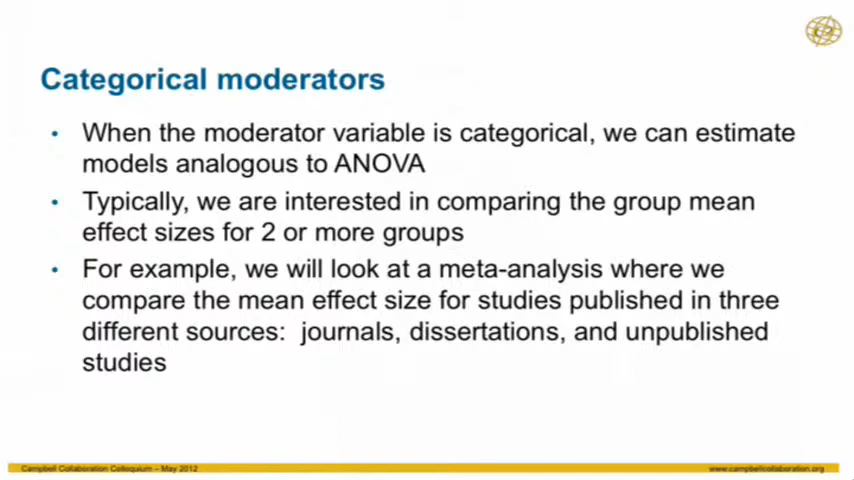 Categorical moderators
• When the moderator variable is categorical, we can estimate
models analogous to ANOVA
• Typically, we are interested in comparing the group mean
effect sizes for 2 or more groups
• For example, we will look at a meta-analysis where we
compare the mean effect size for studies published in three
different sources: journals, dissertations, and unpublished
studies
Campbell Collaboration Colloquium – May 2012
www.campbellcollaboration.org